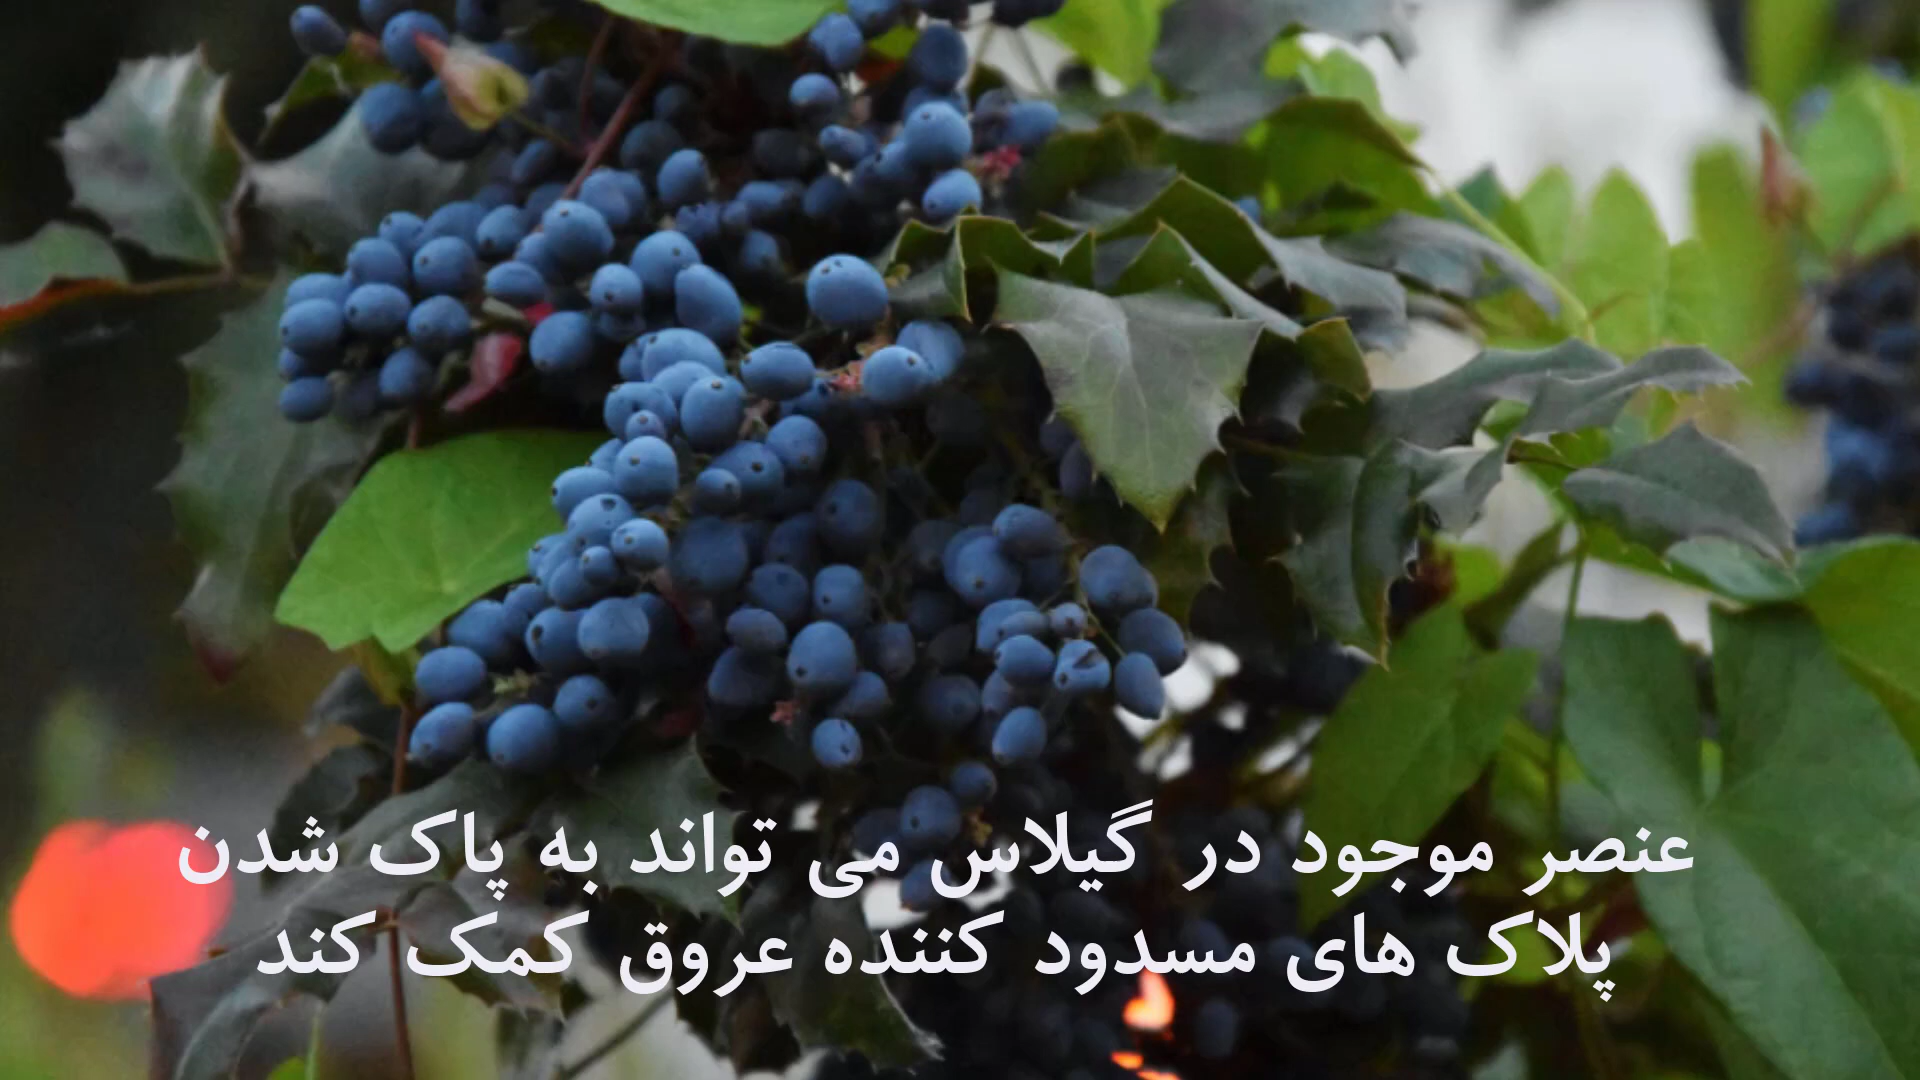 عنصر موجود در گیلاس می تواند به پاک شدن
پلاک های مسدود کننده عروق کمک کند